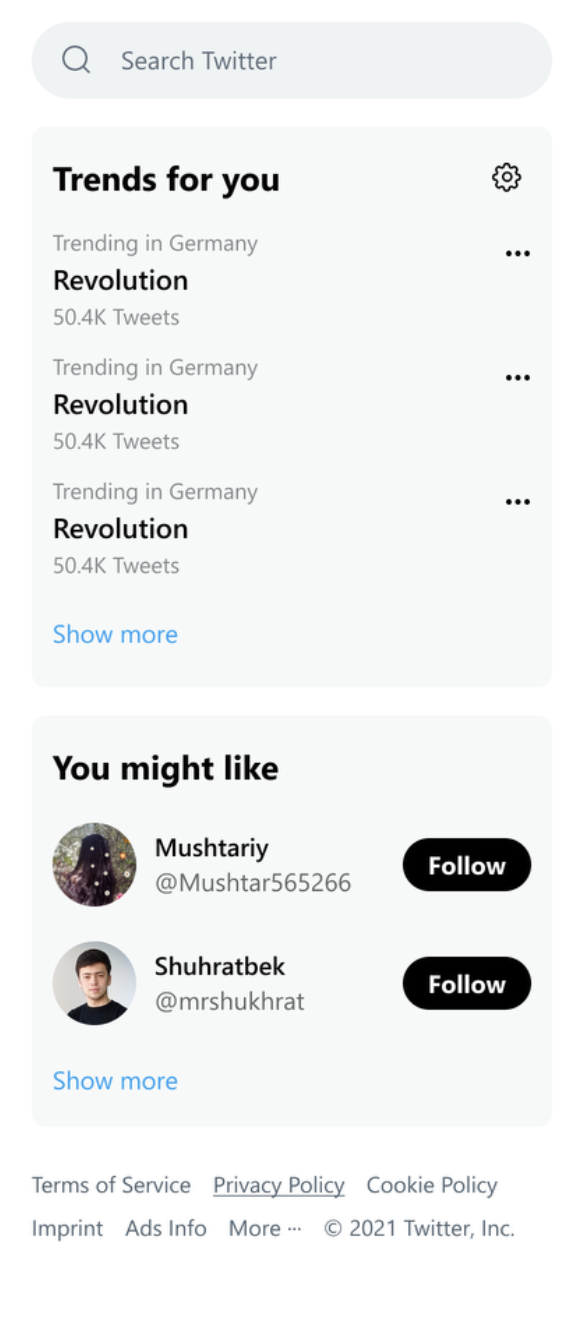 Search Twitter
Trends for you
Trending in Germany
Revolution
50.4K Tweets
Trending in Germany
Revolution
50.4K Tweets
Trending in Germany
Revolution
50.4K Tweets
Show more
You might like
Mushtariy
@Mushtar565266
Follow
Shuhratbek
@mrshukhrat
Follow
Show more
Terms of Service Privacy Policy Cookie Policy
Imprint Ads Info More ··· © 2021 Twitter, Inc.